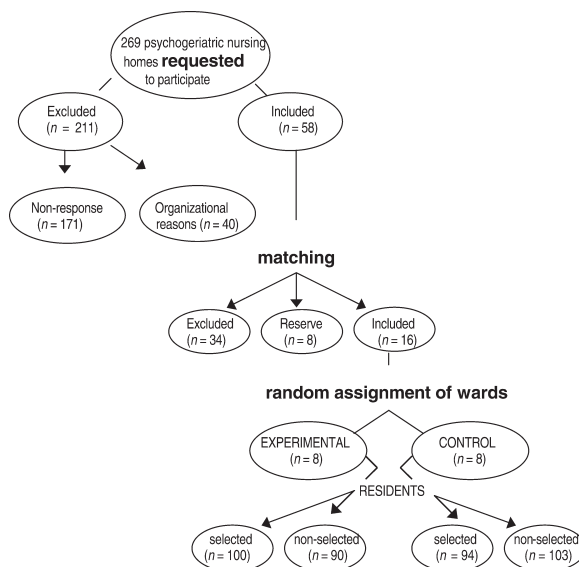 269 psychogeriatric nursing
homes requested
to participate
Excluded
(n = 211)
Included
(n = 58)
Non-response
(n = 171)
Organizational
reasons (n = 40)
matching
Excluded
(n = 34)
Reserve
(n = 8)
Included
(n = 16)
random assignment of wards
EXPERIMENTAL
(n = 8)
CONTROL
(n = 8)
RESIDENTS
selected
(n = 100)
non-selected
(n = 90)
selected
(n = 94)
non-selected
(n = 103)